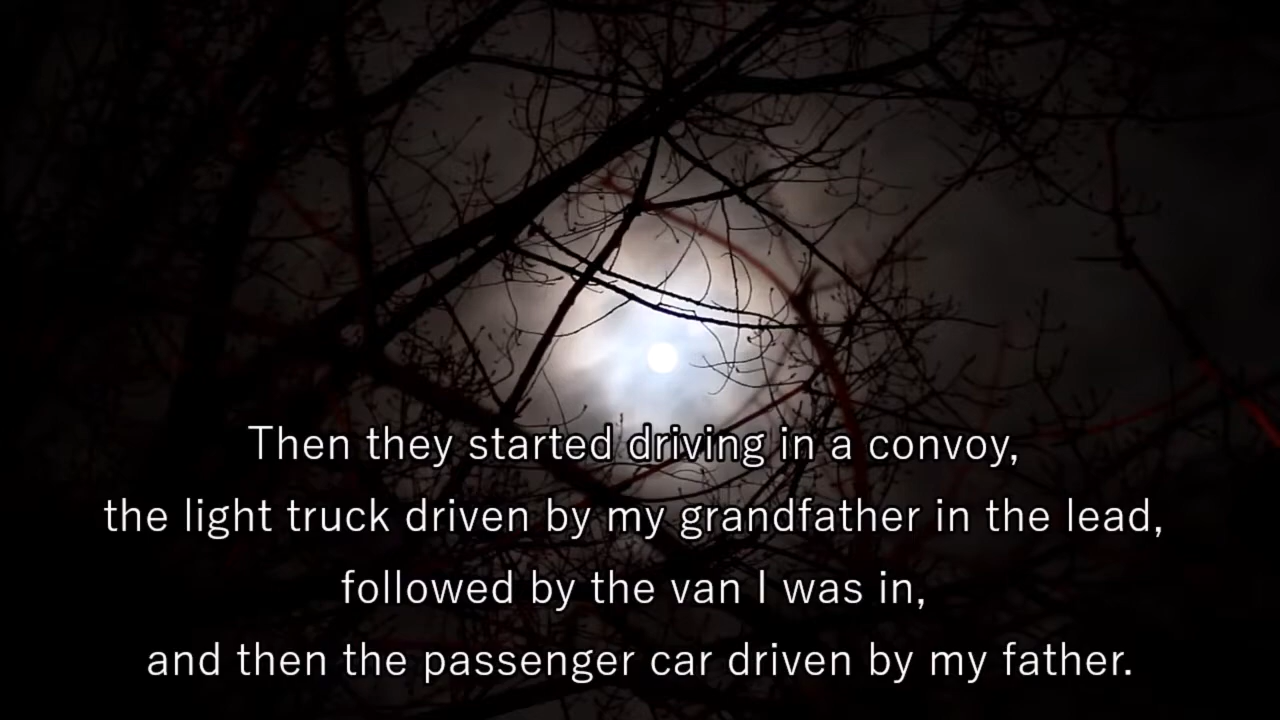 Then they started driving in a convoy,
the light truck driven by my grandfather in the lead,
followed by the van I was in,
and then the passenger car driven by my father.